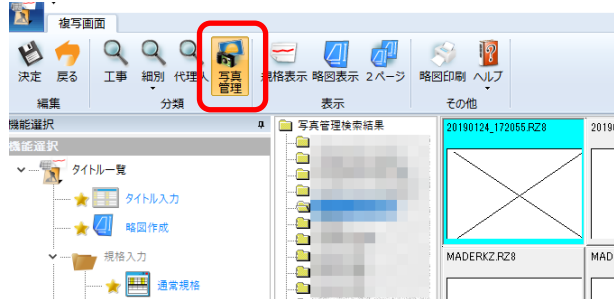 複写画面
決定 戻る 工事 細別 代理人 写真管理 規格表示 略図表示 2ページ 略図印刷 ヘルプ
編集 分類 表示 その他
機能選択
機能選択
タイトル一覧
タイトル入力
略図作成
規格入力
通常規格
写真管理検索結果
20190124_172055.RZ8 2019
MADERKZ.RZ8 MAD